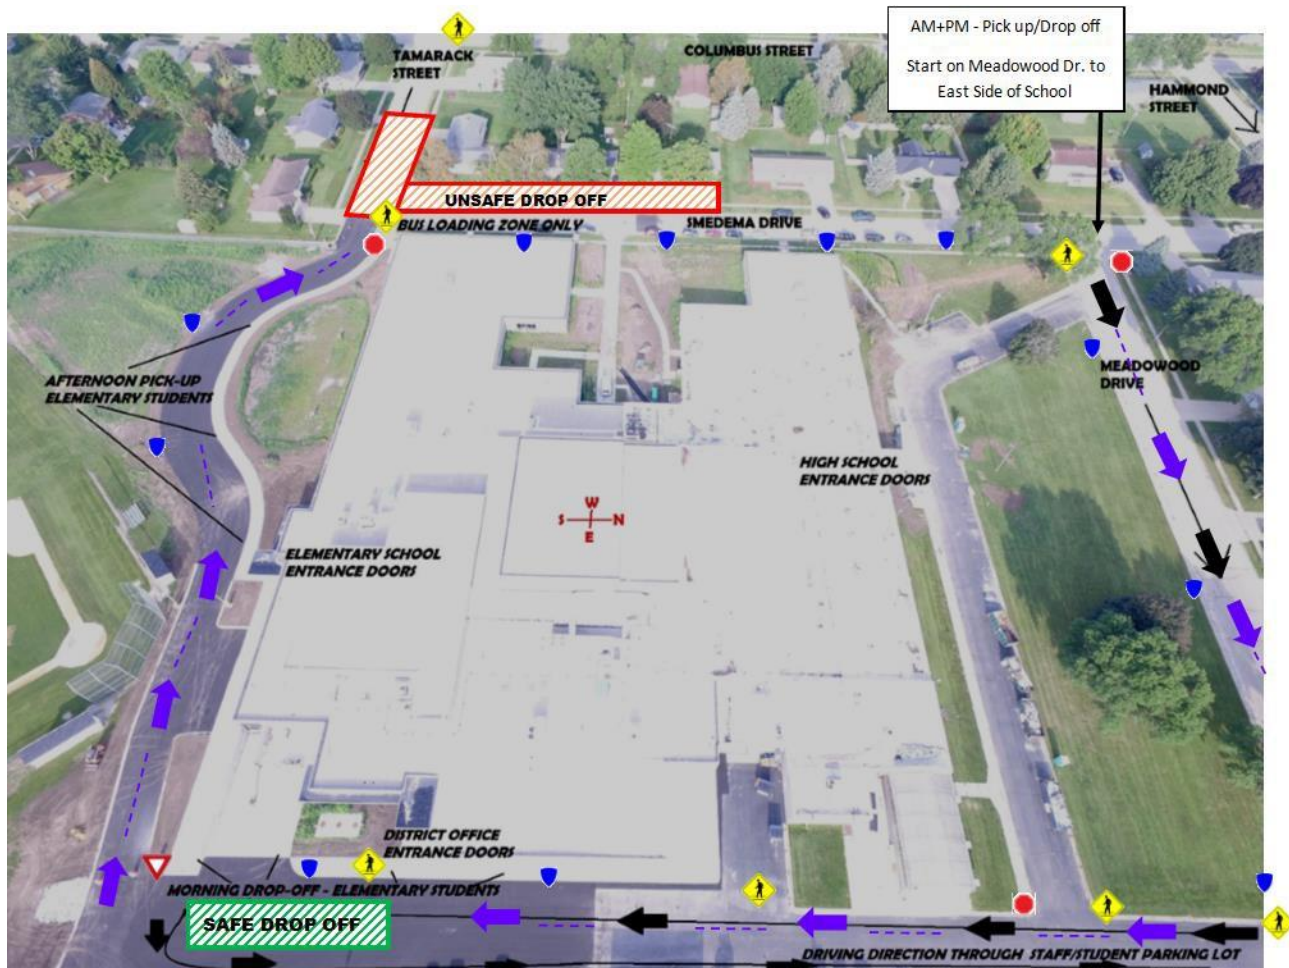 TAMARACK
STREET
COLUMBUS STREET
AM+PM - Pick up/Drop off
Start on Meadowood Dr. to
East Side of School
HAMMOND
STREET
UNSAFE DROP OFF
BUS LOADING ZONE ONLY
SMEDEMA DRIVE
AFTERNOON PICK-UP
ELEMENTARY STUDENTS
MEADOWOOD
DRIVE
HIGH SCHOOL
ENTRANCE DOORS
W
S N
E
ELEMENTARY SCHOOL
ENTRANCE DOORS
DISTRICT OFFICE
ENTRANCE DOORS
MORNING DROP-OFF - ELEMENTARY STUDENTS
SAFE DROP OFF
DRIVING DIRECTION THROUGH STAFF/STUDENT PARKING LOT